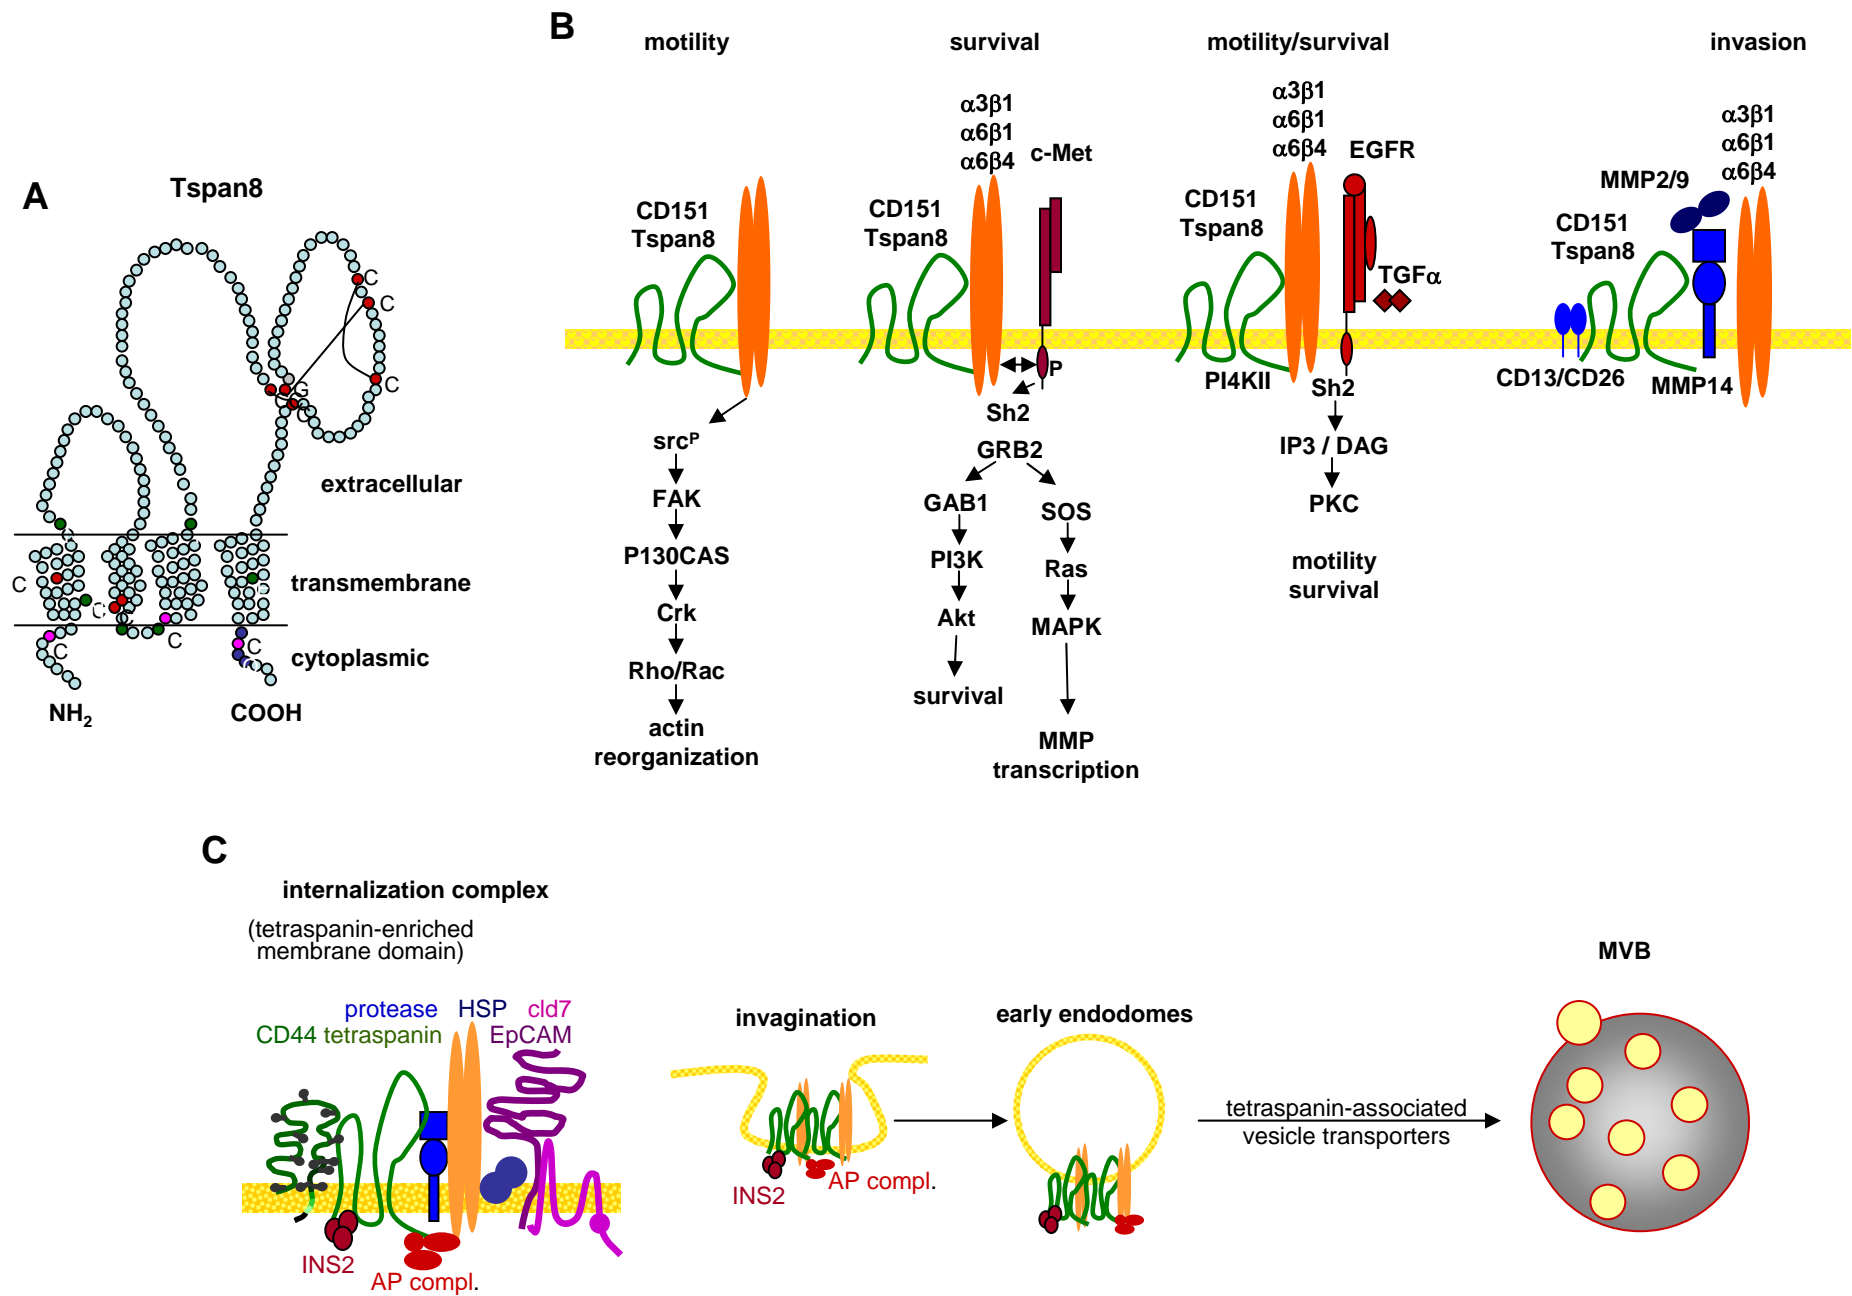 A
Tspan8
C
C
C
G
C
C
C
C
C
C
extracellular
transmembrane
cytoplasmic
NH2
COOH
B
motility
CD151
Tspan8
srcP
FAK
P130CAS
Crk
Rho/Rac
actin
reorganization
survival
α3β1
α6β1
α6β4
c-Met
CD151
Tspan8
P
Sh2
GRB2
GAB1
PI3K
Akt
survival
SOS
Ras
MAPK
MMP
transcription
motility/survival
α3β1
α6β1
α6β4
EGFR
CD151
Tspan8
TGFα
PI4KII
Sh2
IP3 / DAG
PKC
motility
survival
invasion
α3β1
α6β1
α6β4
MMP2/9
CD151
Tspan8
CD13/CD26
MMP14
C
internalization complex
(tetraspanin-enriched
membrane domain)
protease HSP cld7
CD44 tetraspanin EpCAM
INS2
AP compl.
invagination
INS2
AP compl.
early endodomes
tetraspanin-associated
vesicle transporters
MVB